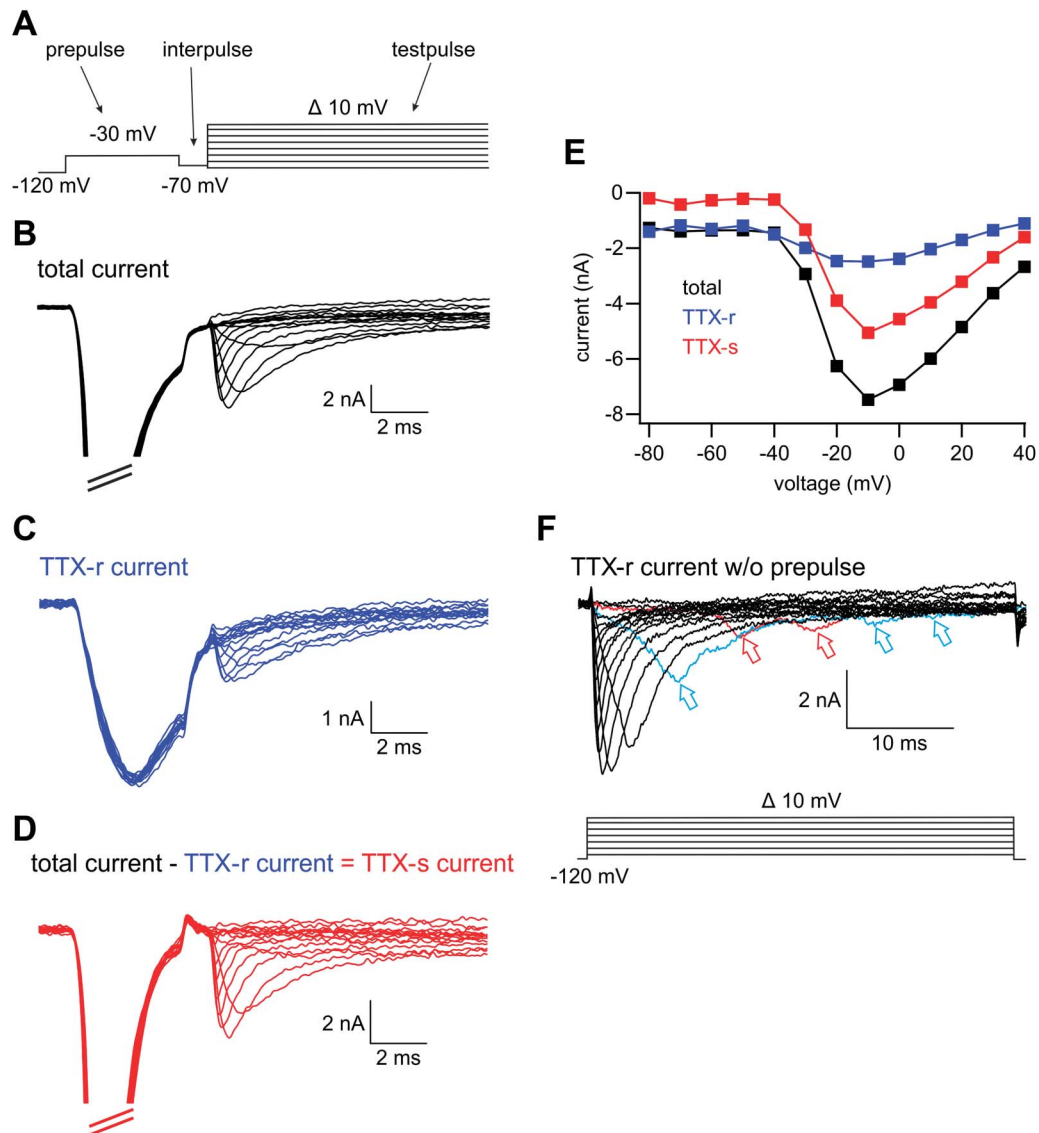 A
prepulse
interpulse
testpulse
Δ 10 mV
-30 mV
-120 mV
-70 mV
B
total current
2 nA
2 ms
C
TTX-r current
1 nA
2 ms
D
total current - TTX-r current = TTX-s current
2 nA
2 ms
E
0
-2
-4
-6
-8
current (nA)
total
TTX-r
TTX-s
-80
-60
-40
-20
0
20
40
voltage (mV)
F
TTX-r current w/o prepulse
2 nA
10 ms
Δ 10 mV
-120 mV